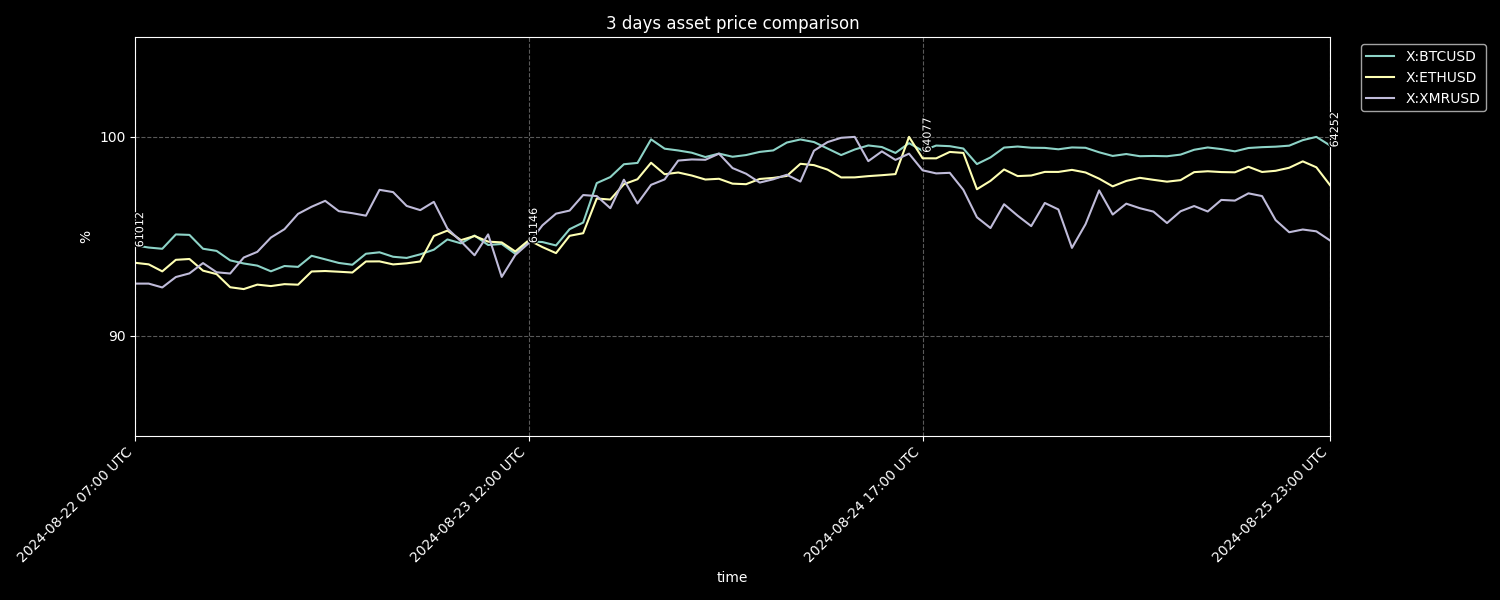 3 days asset price comparison
X:BTCUSD
X:ETHUSD
X:XMRUSD
100
90
%
61012
61146
64077
64252
2024-08-22 07:00 UTC
2024-08-23 12:00 UTC
2024-08-24 17:00 UTC
2024-08-25 23:00 UTC
time